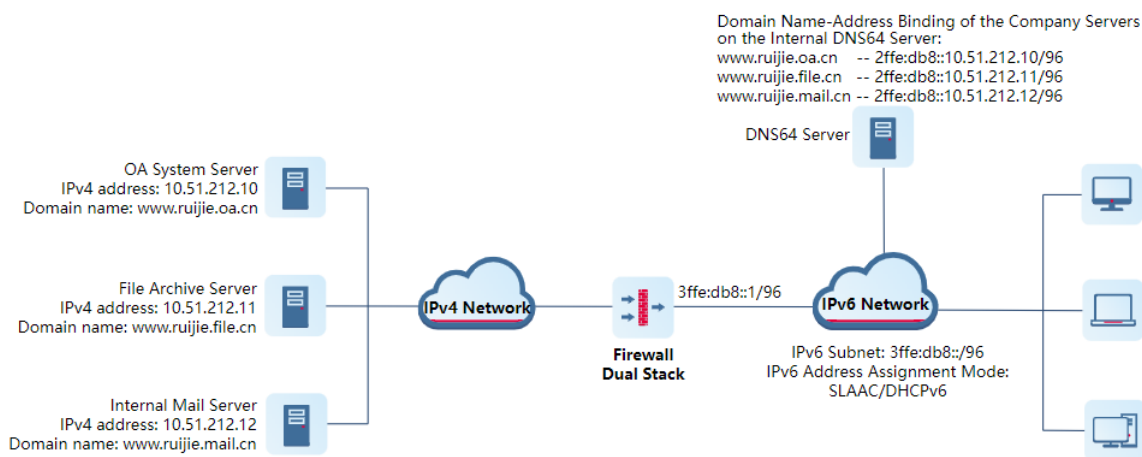 Domain Name-Address Binding of the Company Servers
on the Internal DNS64 Server:
www.ruijie.oa.cn -- 2ffe:db8::10.51.212.10/96
www.ruijie.file.cn -- 2ffe:db8::10.51.212.11/96
www.ruijie.mail.cn -- 2ffe:db8::10.51.212.12/96
DNS64 Server
OA System Server
IPv4 address: 10.51.212.10
Domain name: www.ruijie.oa.cn
File Archive Server
IPv4 address: 10.51.212.11
Domain name: www.ruijie.file.cn
IPv4 Network
3ffe:db8::1/96
IPv6 Network
Firewall
Dual Stack
IPv6 Subnet: 3ffe:db8::/96
IPv6 Address Assignment Mode:
SLAAC/DHCPv6
Internal Mail Server
IPv4 address: 10.51.212.12
Domain name: www.ruijie.mail.cn